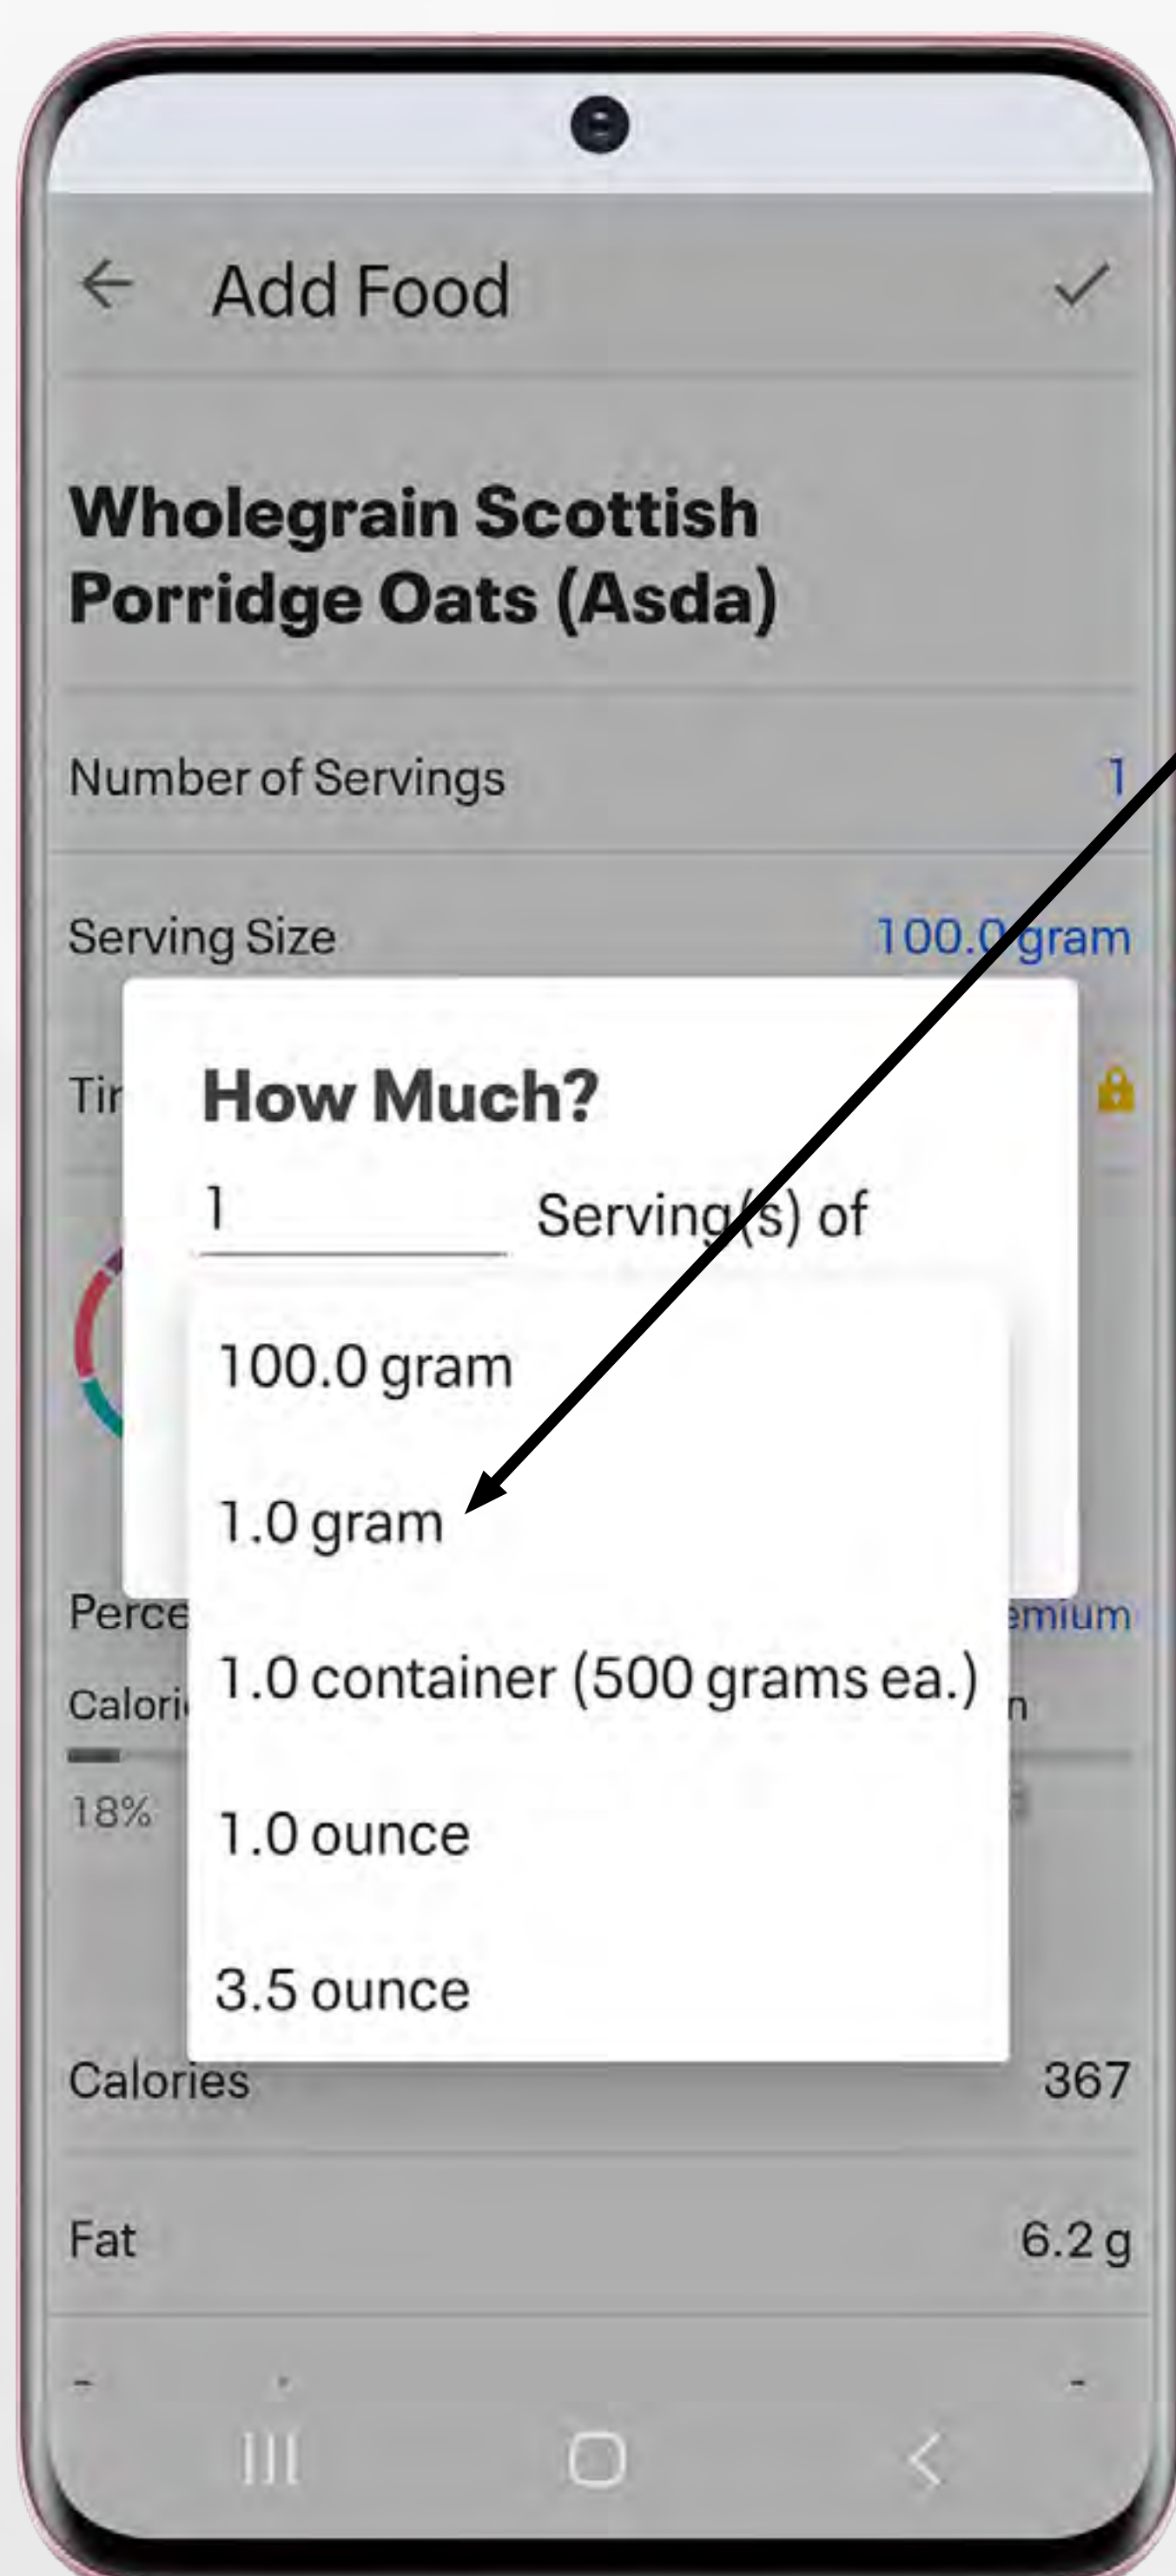 Add Food
Wholegrain Scottish
Porridge Oats (Asda)
Number of Servings 1
Serving Size 100.0 gram
How Much?
1 Serving(s) of
100.0 gram
1.0 gram
1.0 container (500 grams ea.)
1.0 ounce
3.5 ounce
18%
Calories 367
Fat 6.2 g